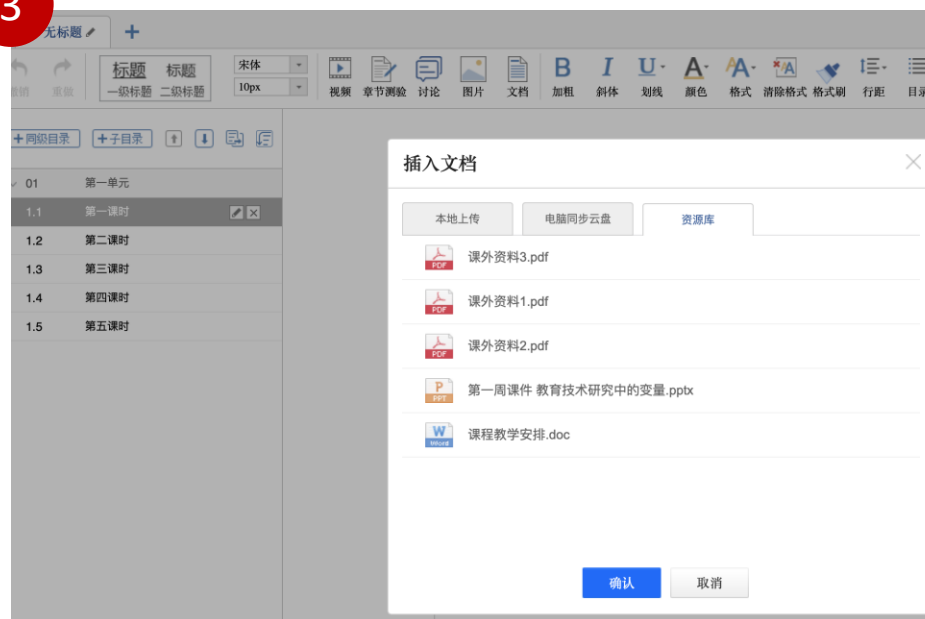 3
无标题
标题 标题
一级标题 二级标题
宋体
10px
重做
视频 章节测验 讨论 图片 文档 加粗 斜体 划线 颜色 格式 清除格式 格式刷 行距 目录
+同级目录 +子目录
01 第一单元
1.1 第一课时
1.2 第二课时
1.3 第三课时
1.4 第四课时
1.5 第五课时
插入文档
本地上传 电脑同步云盘 资源库
PDF 课外资料3.pdf
PDF 课外资料1.pdf
PDF 课外资料2.pdf
P PPT 第一周课件 教育技术研究中的变量.pptx
W Word 课程教学安排.doc
确认 取消